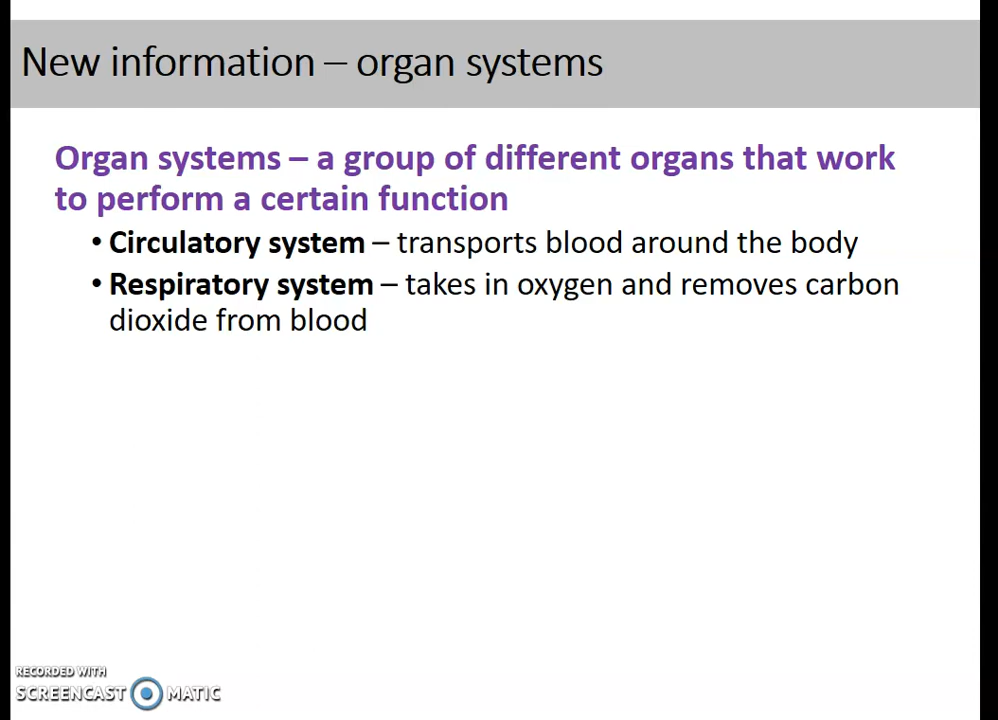 New information – organ systems
Organ systems – a group of different organs that work
to perform a certain function
• Circulatory system – transports blood around the body
• Respiratory system – takes in oxygen and removes carbon
dioxide from blood
RECORDED WITH
SCREENCAST MATIC